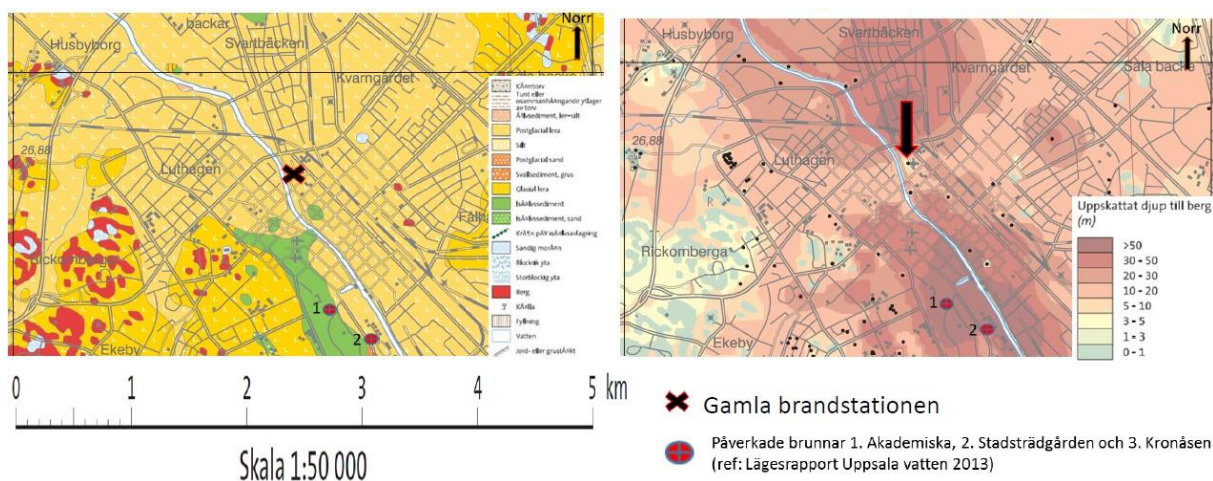 backar
Husbyborg
Svartbäcken
Norr
Kvarngärdet
26,88
Luthagen
Rickomberga
Ekeby
1
2
Tunt eller
av torv
Postglacial lera
Silt
Postglacial sand
Glacial lera
Berg
Fyllning
Vatten
Husbyborg
Svartbäcken
Norr
Kvarngärdet
Sala backe
26,88
Luthagen
R
Rickomberga
Ekeby
1
2
Uppskattat djup till berg
(m)
>50
30 - 50
20 - 30
10 - 20
5 - 10
3 - 5
1 - 3
0 - 1
0 1 2 3 4 5 km
Skala 1:50 000
Gamla brandstationen
Påverkade brunnar 1. Akademiska, 2. Stadsträdgården och 3. Kronåsen
(ref: Lägesrapport Uppsala vatten 2013)